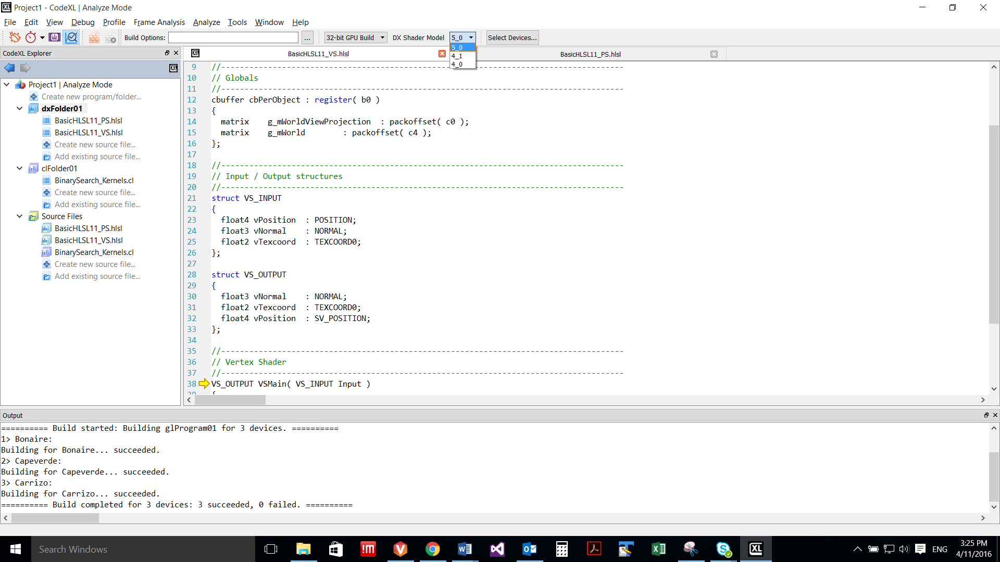 Project1 - CodeXL | Analyze Mode
File Edit View Debug Profile Frame Analysis Analyze Tools Window Help
Build Options: ... 32-bit GPU Build DX Shader Model 5_0 Select Devices...
5_0
4_1
4_0
CodeXL Explorer
Project1 | Analyze Mode
Create new program/folder...
dxFolder01
BasicHLSL11_PS.hlsl
BasicHLSL11_VS.hlsl
Create new source file...
Add existing source file...
clFolder01
BinarySearch_Kernels.cl
Create new source file...
Add existing source file...
Source Files
BasicHLSL11_PS.hlsl
BasicHLSL11_VS.hlsl
BinarySearch_Kernels.cl
Create new source file...
Add existing source file...
XL BasicHLSL11_VS.hlsl BasicHLSL11_PS.hlsl
9 //--------------------------------------------------------------------------------------
10 // Globals
11 //--------------------------------------------------------------------------------------
12 cbuffer cbPerObject : register( b0 )
13 {
14 matrix g_mWorldViewProjection : packoffset( c0 );
15 matrix g_mWorld : packoffset( c4 );
16 };
17
18 //--------------------------------------------------------------------------------------
19 // Input / Output structures
20 //--------------------------------------------------------------------------------------
21 struct VS_INPUT
22 {
23 float4 vPosition : POSITION;
24 float3 vNormal : NORMAL;
25 float2 vTexcoord : TEXCOORD0;
26 };
27
28 struct VS_OUTPUT
29 {
30 float3 vNormal : NORMAL;
31 float2 vTexcoord : TEXCOORD0;
32 float4 vPosition : SV_POSITION;
33 };
34
35 //--------------------------------------------------------------------------------------
36 // Vertex Shader
37 //--------------------------------------------------------------------------------------
38 VS_OUTPUT VSMain( VS_INPUT Input )
39 {
Output
========== Build started: Building glProgram01 for 3 devices. ==========
1> Bonaire:
Building for Bonaire... succeeded.
2> Capeverde:
Building for Capeverde... succeeded.
3> Carrizo:
Building for Carrizo... succeeded.
========== Build completed for 3 devices: 3 succeeded, 0 failed. ==========
Search Windows
!m
XL
ENG
3:25 PM
4/11/2016